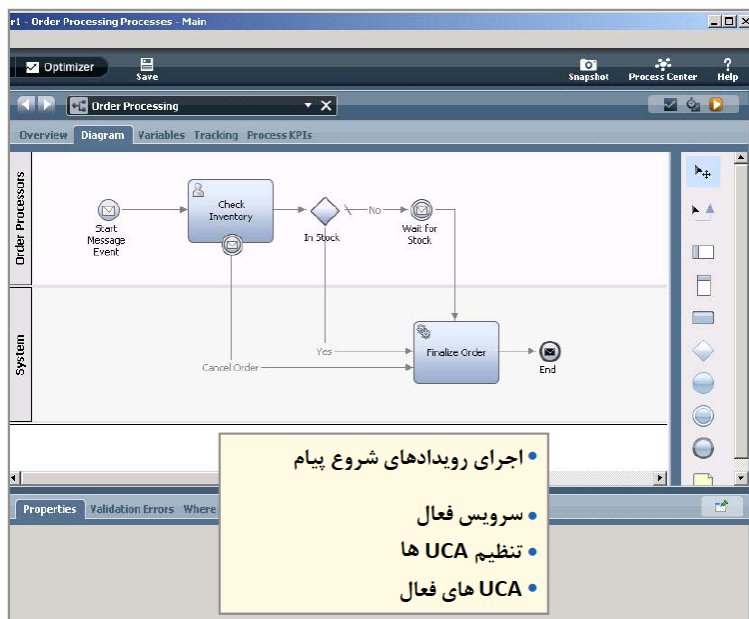 r1 - Order Processing Processes - Main
Optimizer
Save
Snapshot
Process Center
Help
Order Processing
Overview Diagram Variables Tracking Process KPIs
Order Processors
Start
Message
Event
Check
Inventory
In Stock
No
Wait for
Stock
System
Cancel Order
Yes
Finalize Order
End
Properties Validation Errors Where
• اجرای رویدادهای شروع پیام
• سرویس فعال
• تنظیم UCA ها
• UCA های فعال